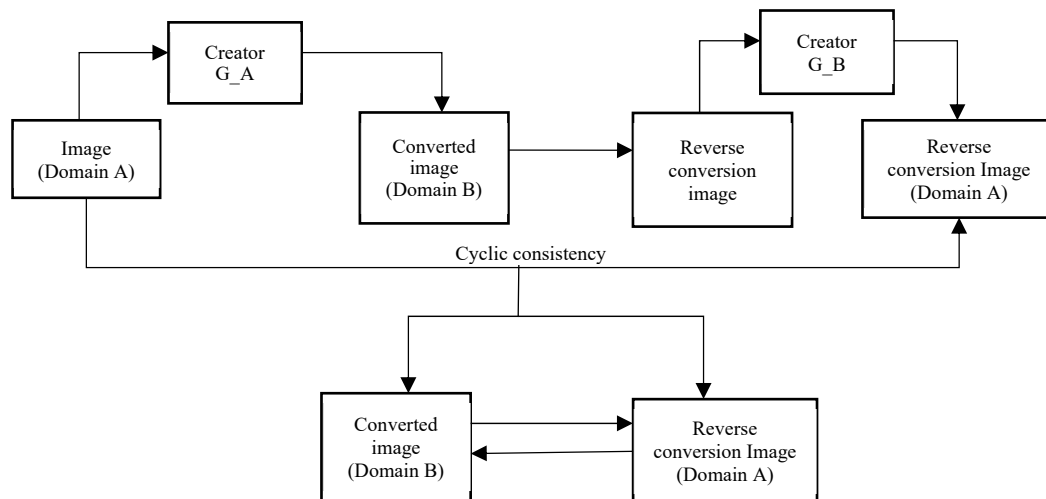 Creator
G_A
Creator
G_B
Image
(Domain A)
Converted
image
(Domain B)
Reverse
conversion
image
Reverse
conversion Image
(Domain A)
Cyclic consistency
Converted
image
(Domain B)
Reverse
conversion Image
(Domain A)